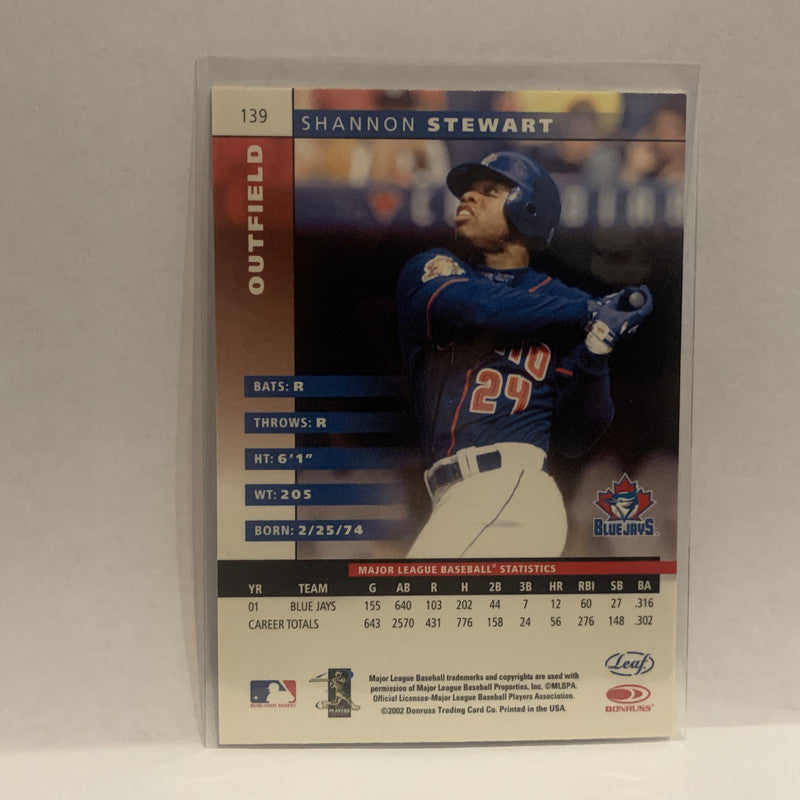 139
SHANNON STEWART
OUTFIELD
24
BATS: R
THROWS: R
HT: 6'1"
WT: 205
BORN: 2/25/74
BLUE JAYS
MAJOR LEAGUE BASEBALL® STATISTICS
YR TEAM G AB R H 2B 3B HR RBI SB BA
01 BLUE JAYS 155 640 103 202 44 7 12 60 27 .316
CAREER TOTALS 643 2570 431 776 158 24 56 276 148 .302
Leaf
Major League Baseball trademarks and copyrights are used with
permission of Major League Baseball Properties, Inc. ©MLBPA.
Official Licensee-Major League Baseball Players Association.
©2002 Donruss Trading Card Co. Printed in the USA.
MAJOR LEAGUE BASEBALL
PLAYERS
DONRUSS